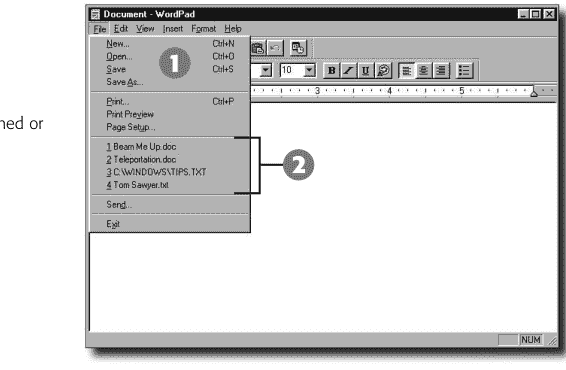 Document - WordPad
File Edit View Insert Format Help
New... Ctrl+N
Open... Ctrl+O
Save Ctrl+S
Save As...
1
10 B I U
Print... Ctrl+P
Print Preview
Page Setup...
3 4 5
ned or
1 Beam Me Up.doc
2 Teleportation.doc
3 C:\WINDOWS\TIPS.TXT
4 Tom Sawyer.txt
2
Send...
Exit
NUM